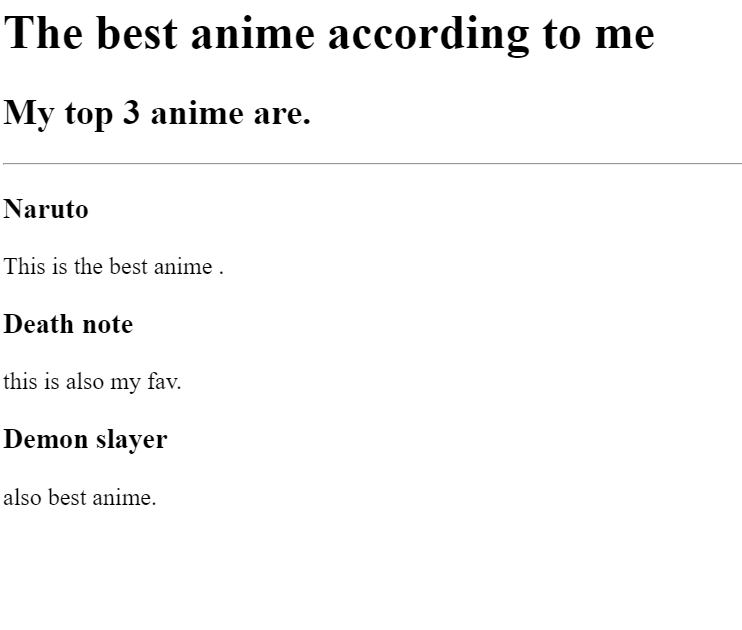 The best anime according to me
My top 3 anime are.
Naruto
This is the best anime .
Death note
this is also my fav.
Demon slayer
also best anime.